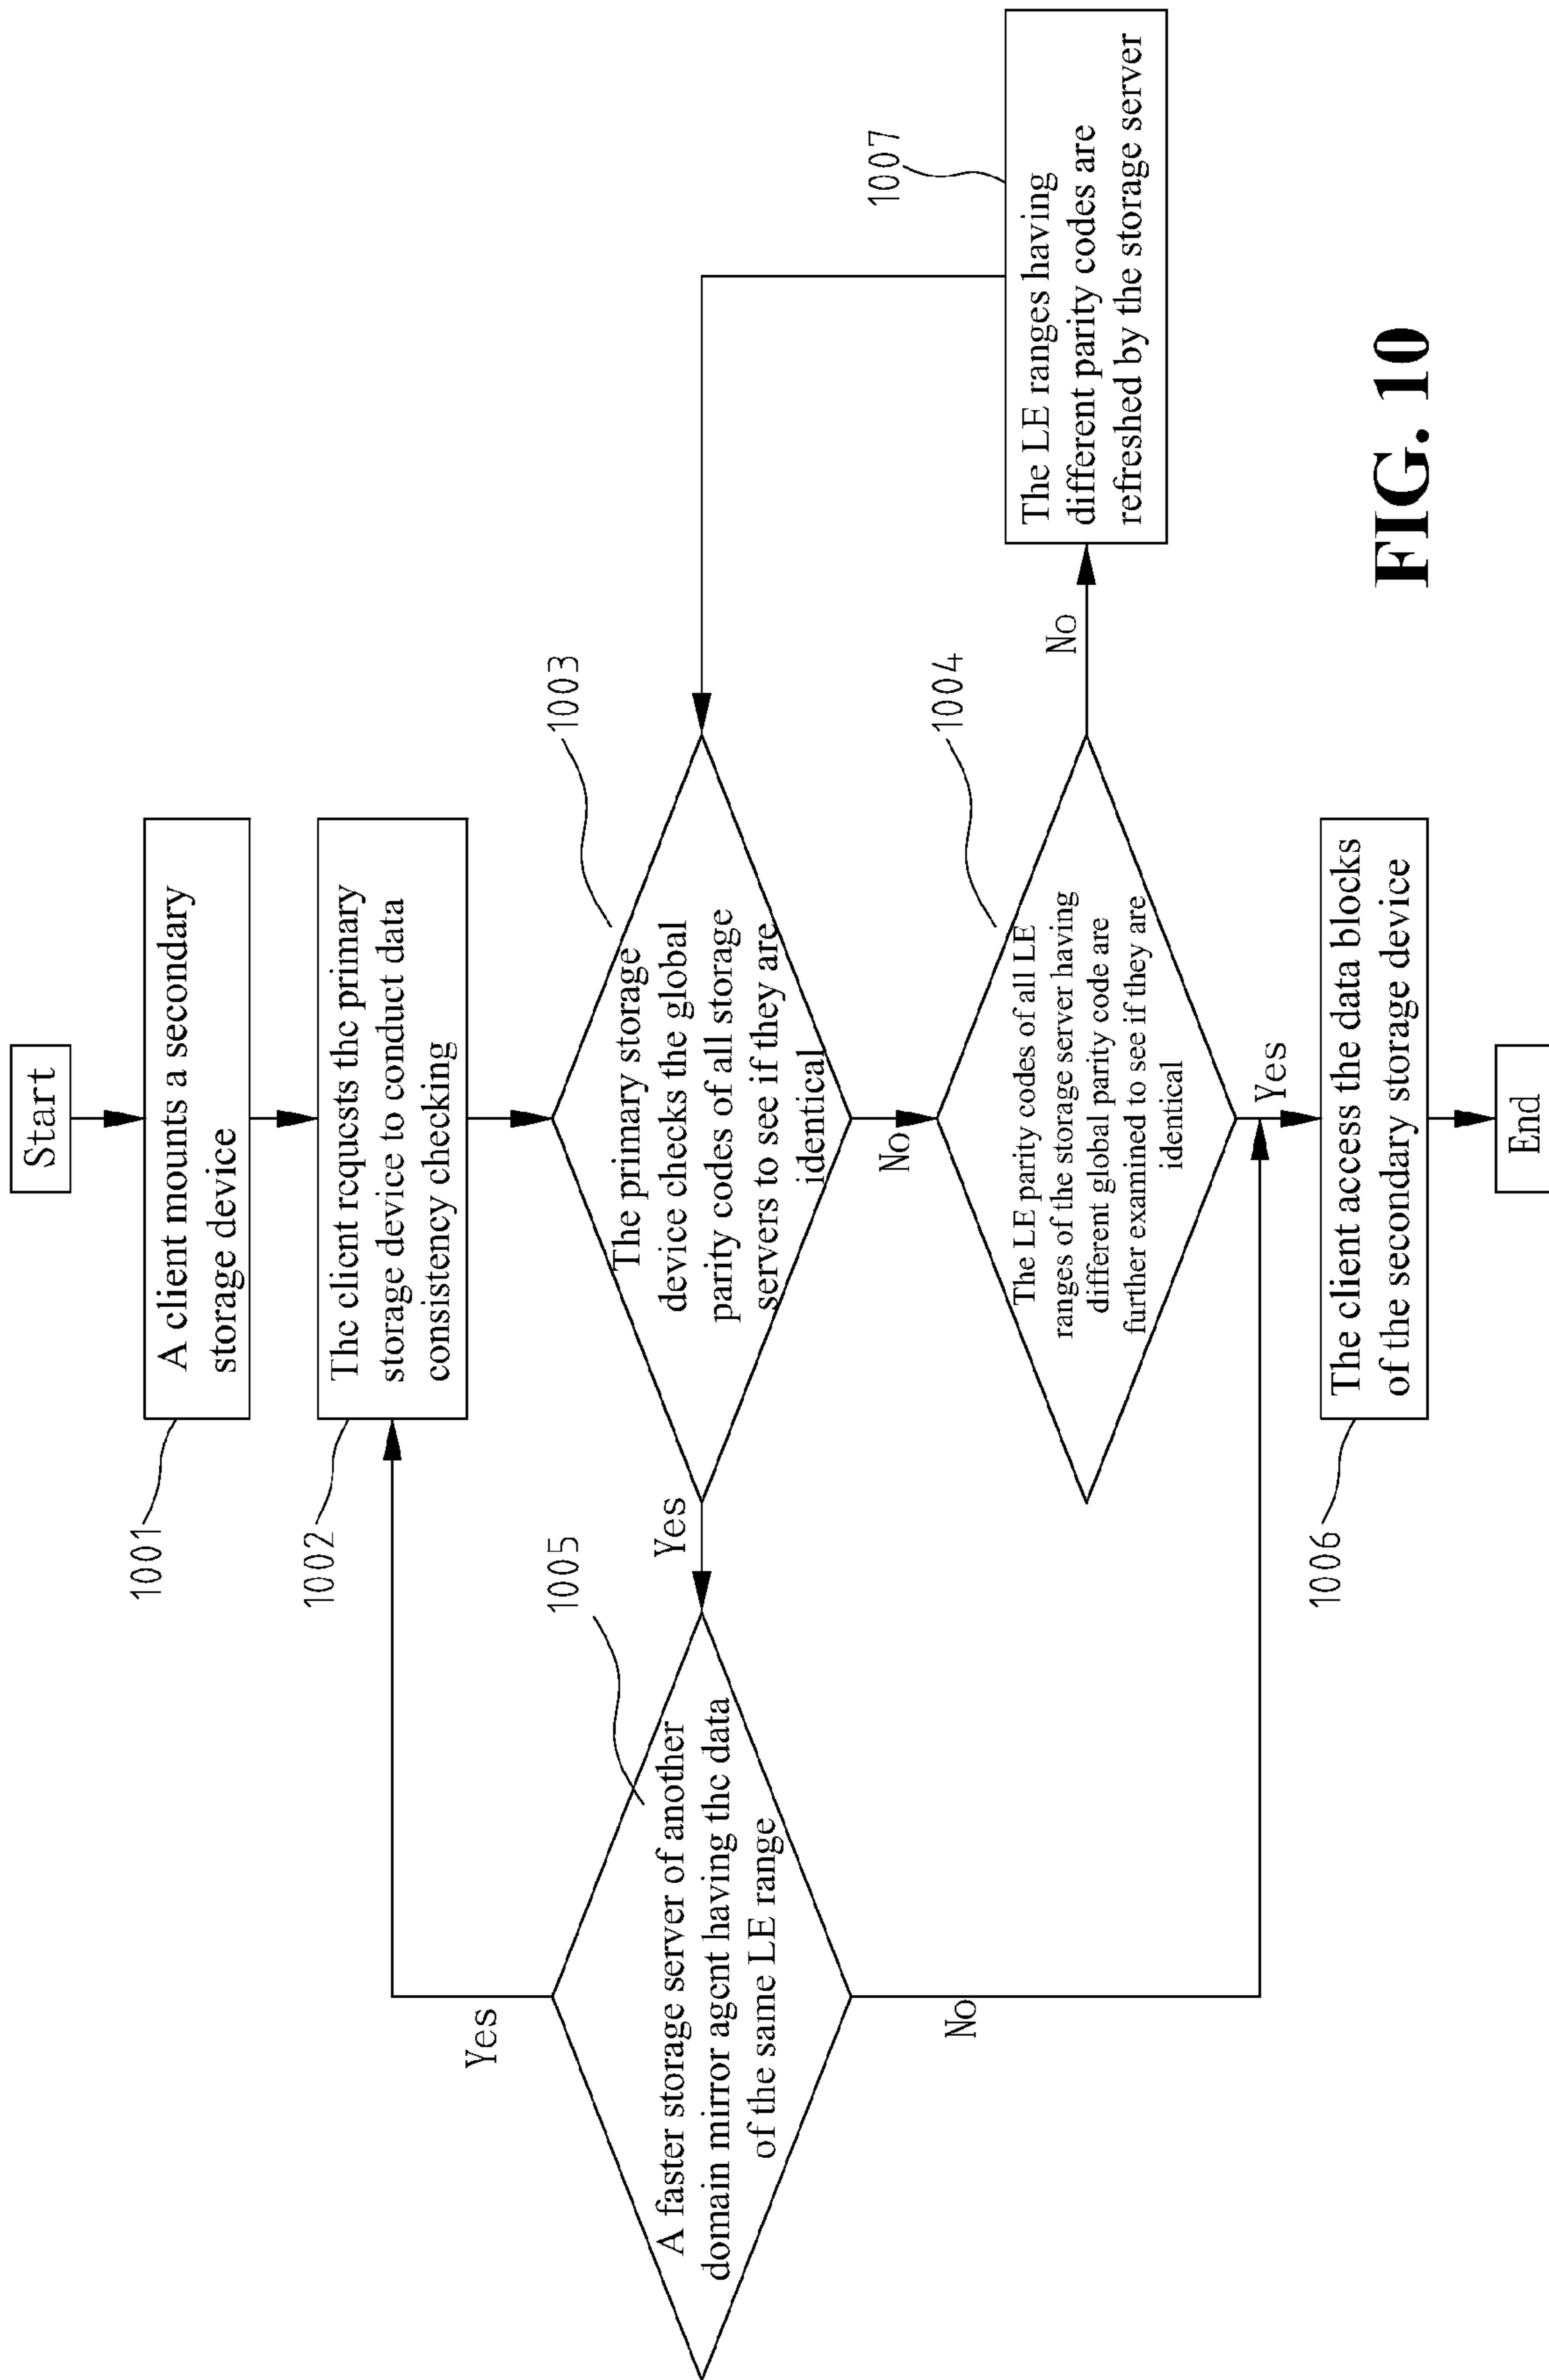 Start
1001
A client mounts a secondary
storage device
1002
The client requests the primary
storage device to conduct data
consistency checking
1003
The primary storage
device checks the global
parity codes of all storage
servers to see if they are
identical
Yes
No
1005
A faster storage server of another
domain mirror agent having the data
of the same LE range
Yes
No
1004
The LE parity codes of all LE
ranges of the storage server having
different global parity code are
further examined to see if they are
identical
No
Yes
1007
The LE ranges having
different parity codes are
refreshed by the storage server
1006
The client access the data blocks
of the secondary storage device
End
FIG. 10